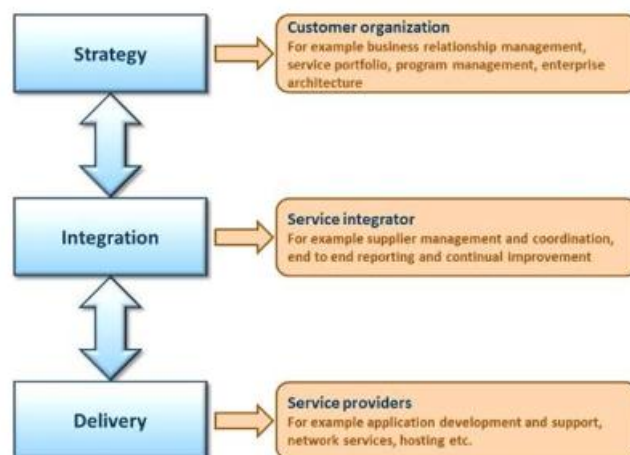 Strategy
Customer organization
For example business relationship management,
service portfolio, program management, enterprise
architecture
Integration
Service integrator
For example supplier management and coordination,
end to end reporting and continual improvement
Delivery
Service providers
For example application development and support,
network services, hosting etc.